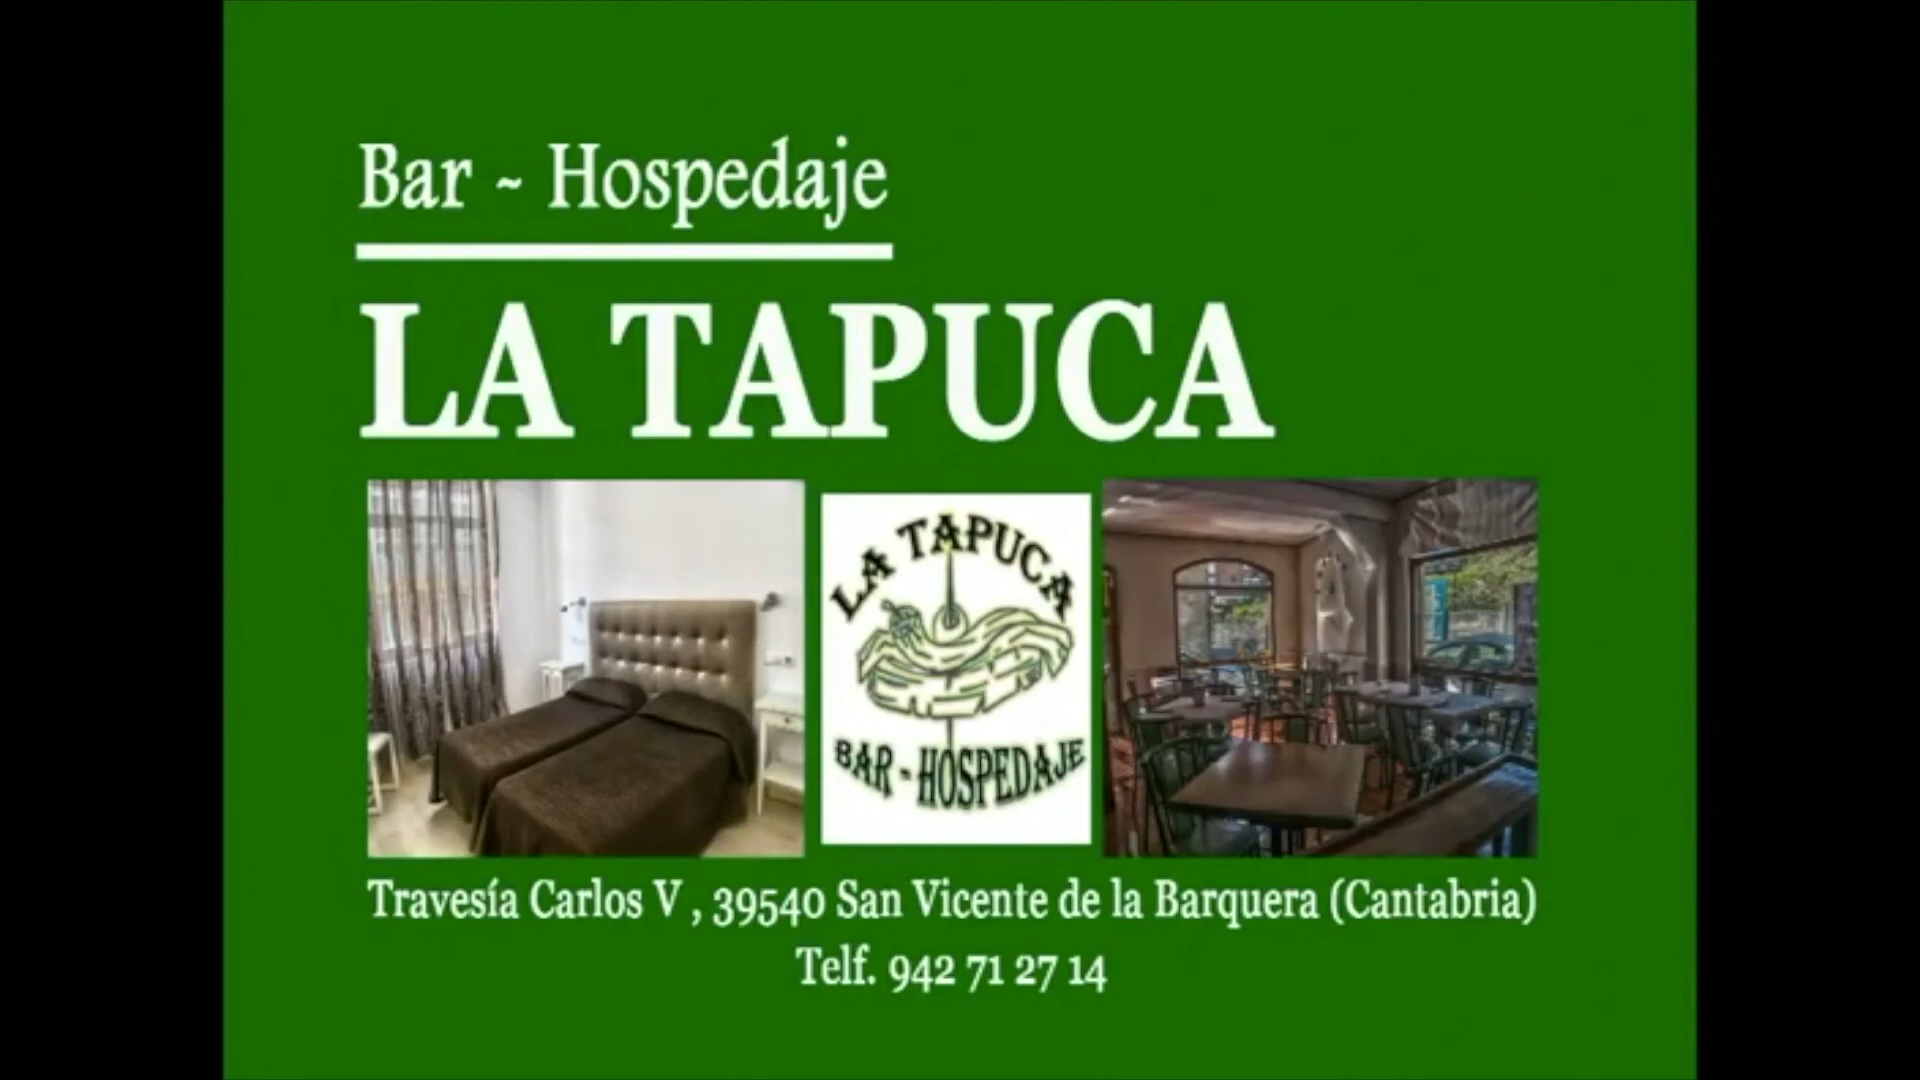 Bar ~ Hospedaje
LA TAPUCA
LA TAPUCA
BAR - HOSPEDAJE
Travesía Carlos V , 39540 San Vicente de la Barquera (Cantabria)
Telf. 942 71 27 14